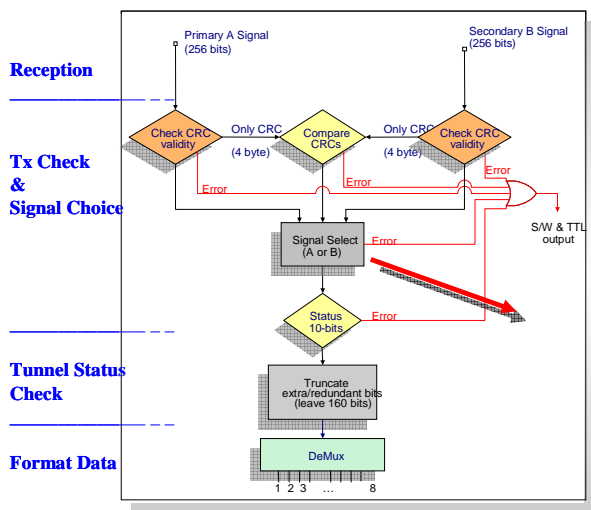 Primary A Signal
(256 bits)
Secondary B Signal
(256 bits)
Reception
Check CRC
validity
Only CRC
(4 byte)
Compare
CRCs
Only CRC
(4 byte)
Check CRC
validity
Tx Check
&
Signal Choice
Error
Error
Error
S/W & TTL
output
Signal Select
(A or B)
Error
Status
10-bits
Error
Tunnel Status
Check
Truncate
extra/redundant bits
(leave 160 bits)
Format Data
DeMux
1 2 3 ... 8